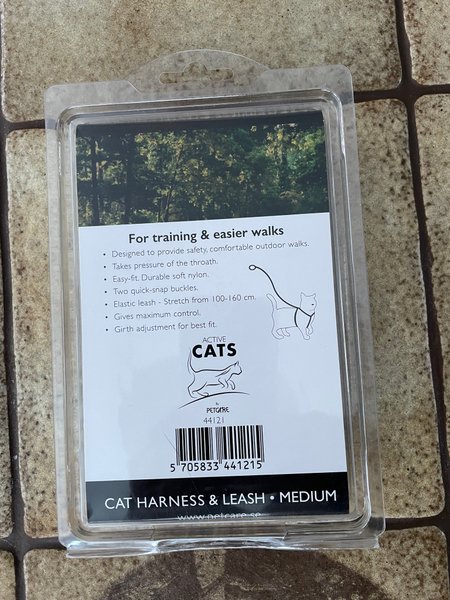 For training & easier walks
• Designed to provide safety, comfortable outdoor walks.
• Takes pressure of the throath.
• Easy-fit. Durable soft nylon.
• Two quick-snap buckles.
• Elastic leash - Stretch from 100-160 cm.
• Gives maximum control.
• Girth adjustment for best fit.
ACTIVE
CATS
by
PETCARE
44121
5 705833 441215
CAT HARNESS & LEASH • MEDIUM
www.petcare.se